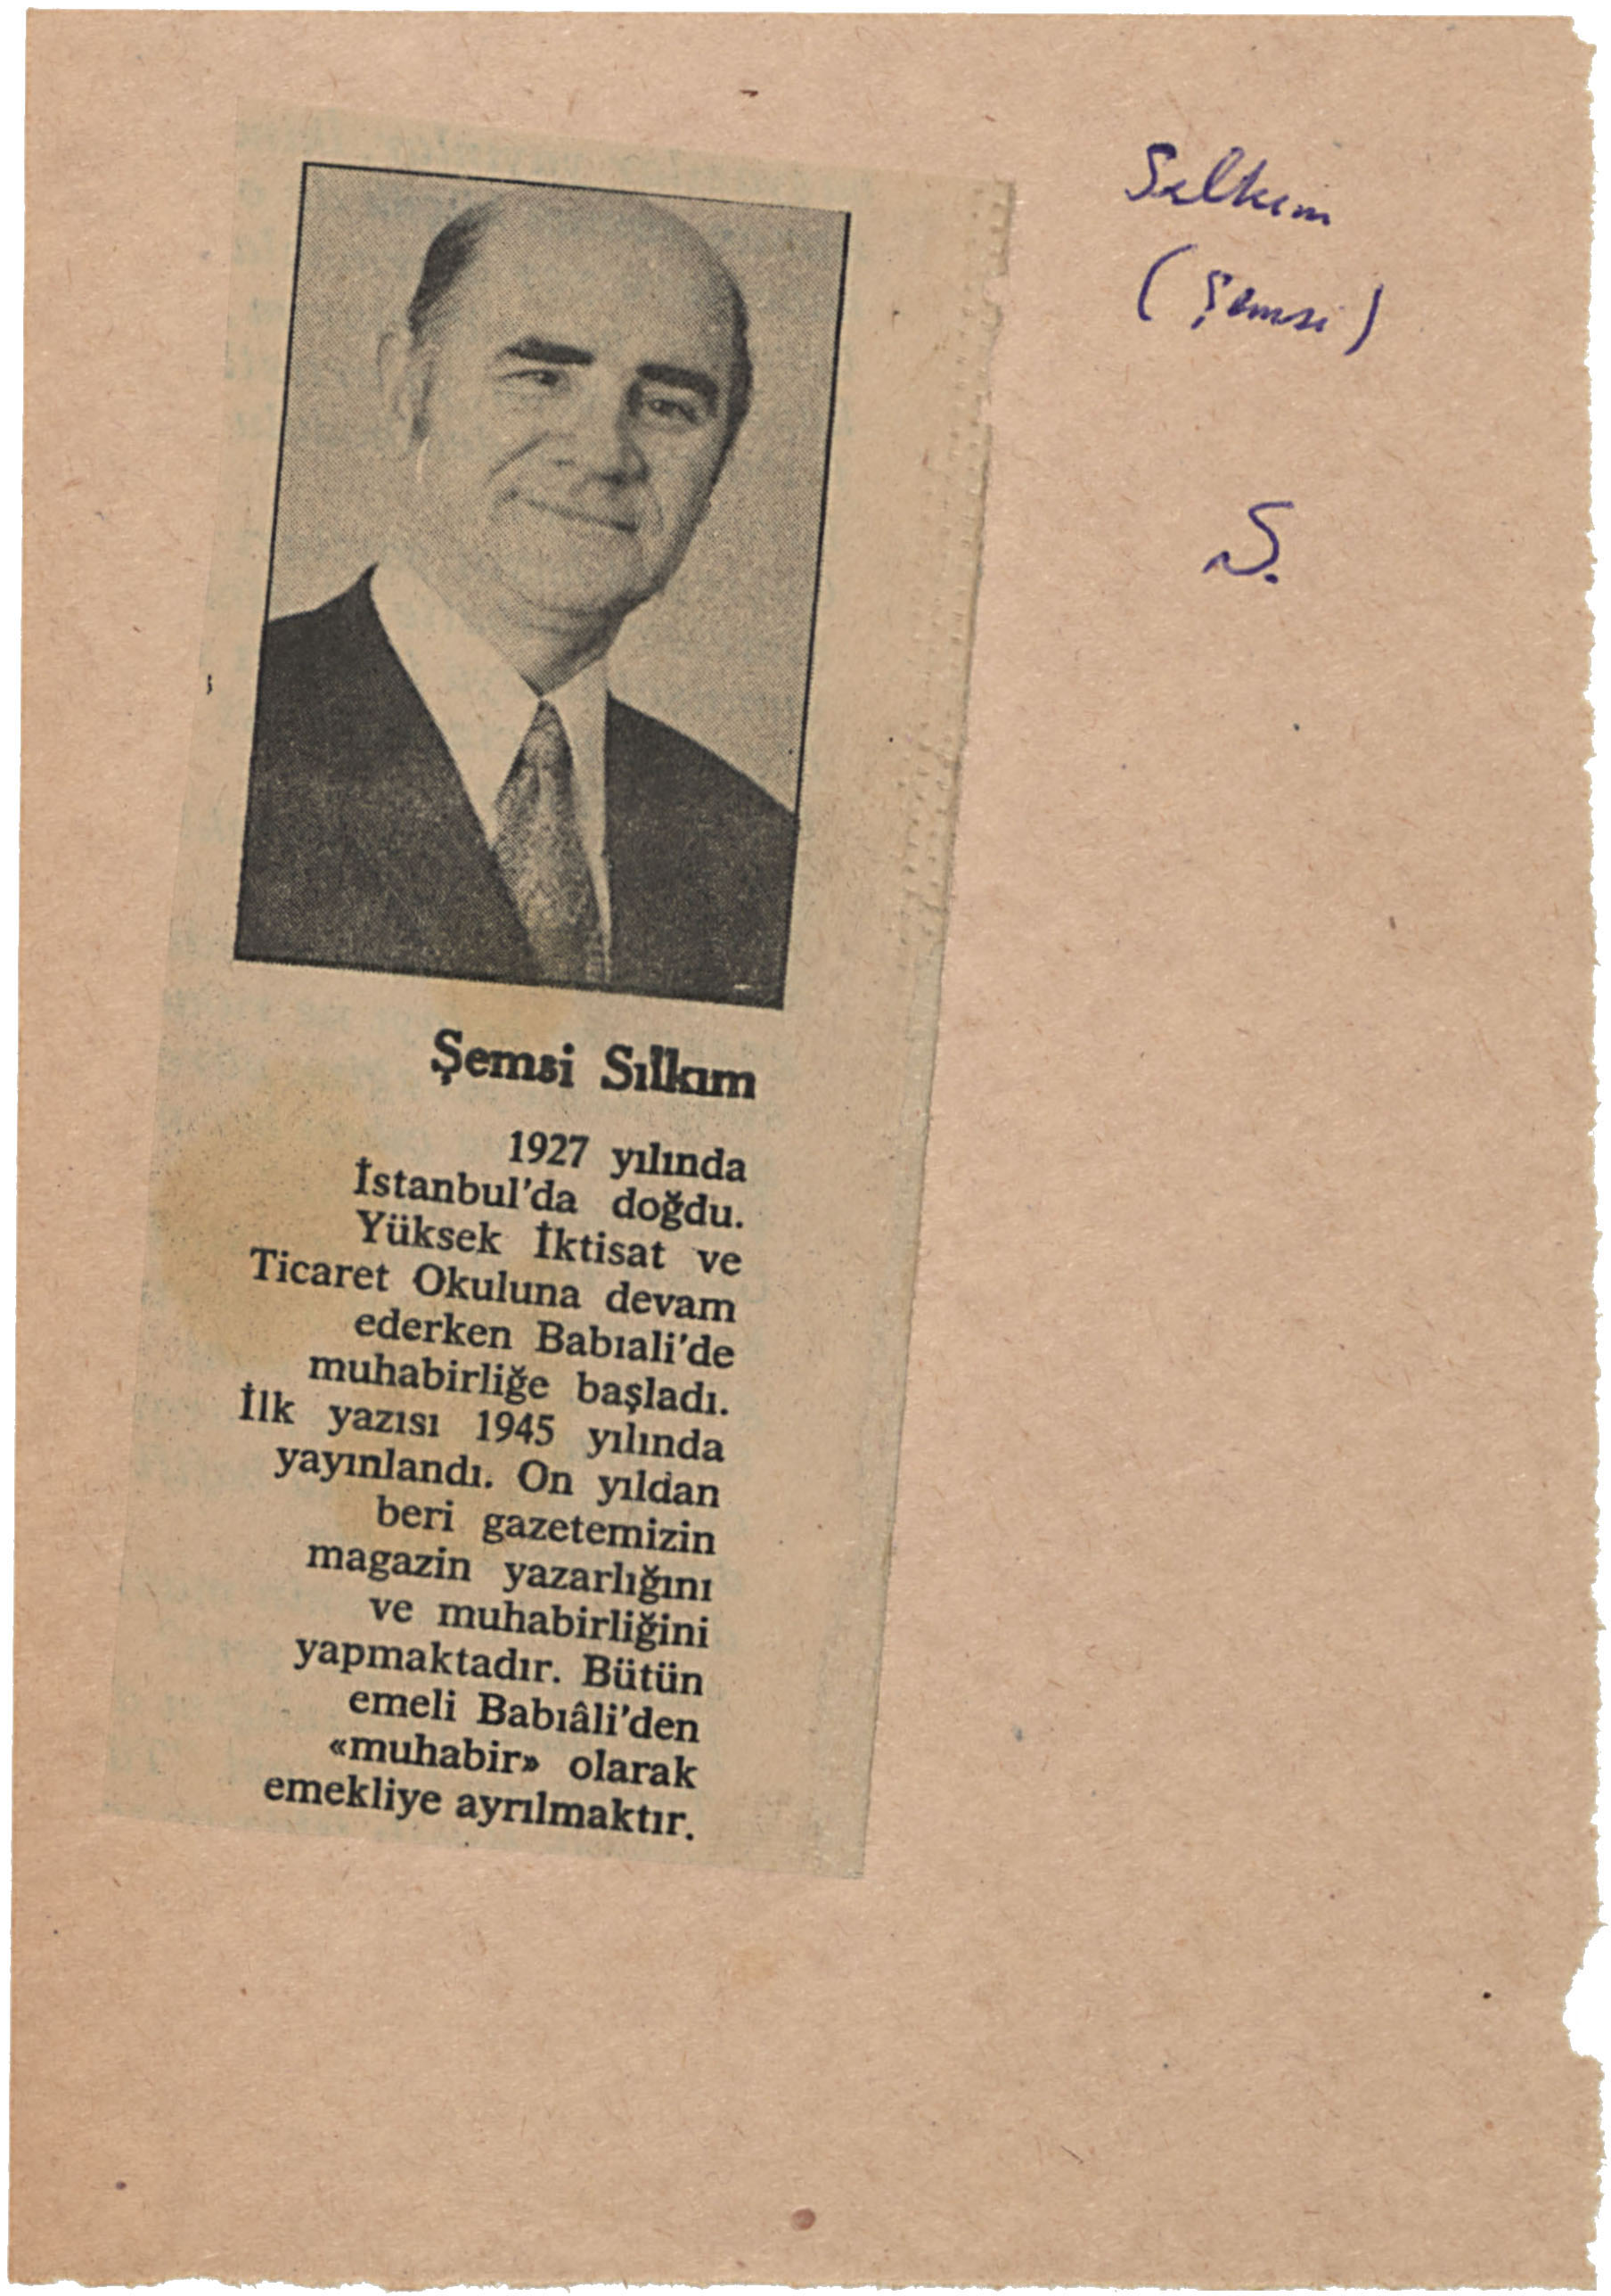 Sılkım
(Şemsi)
S.
Şemsi Sılkım
1927 yılında
İstanbul'da doğdu.
Yüksek İktisat ve
Ticaret Okuluna devam
ederken Babıali'de
muhabirliğe başladı.
İlk yazısı 1945 yılında
yayınlandı. On yıldan
beri gazetemizin
magazin yazarlığını
ve muhabirliğini
yapmaktadır. Bütün
emeli Babıâli'den
«muhabir» olarak
emekliye ayrılmaktır.